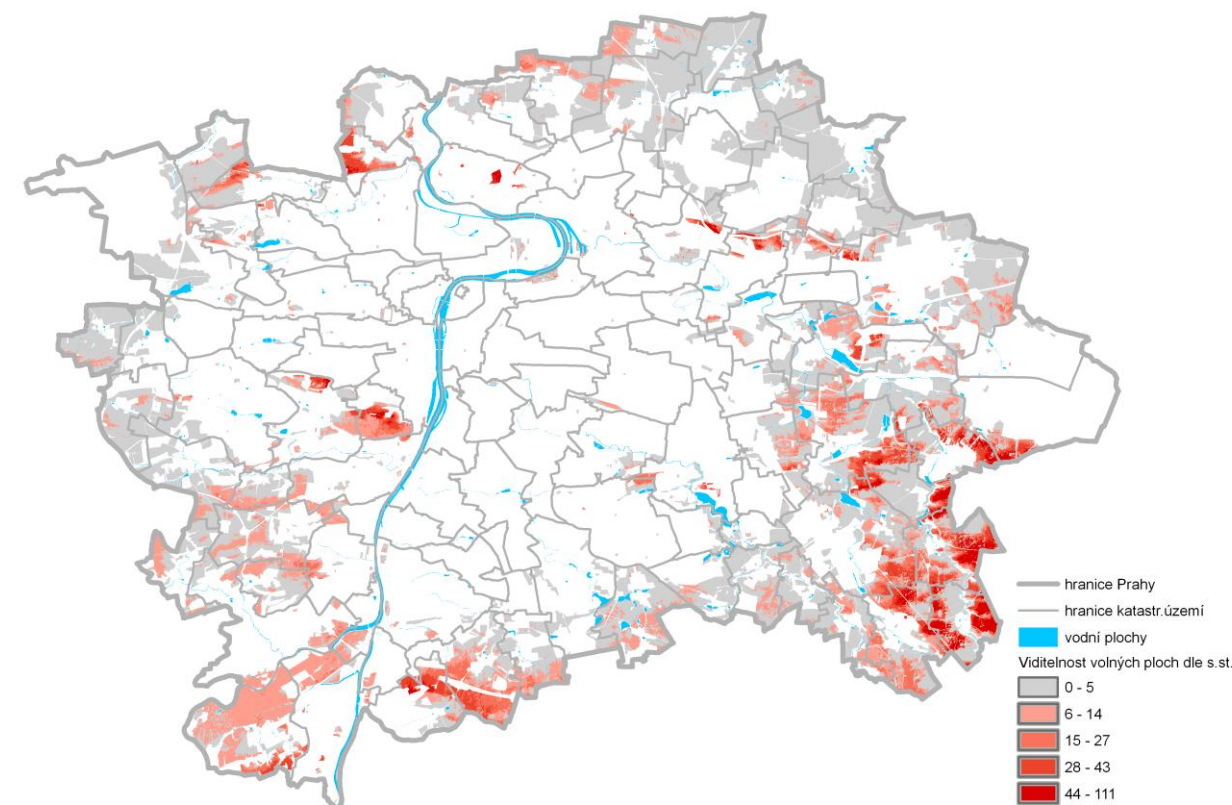 hranice Prahy
hranice katastr.území
vodní plochy
Viditelnost volných ploch dle s.st.
0 - 5
6 - 14
15 - 27
28 - 43
44 - 111